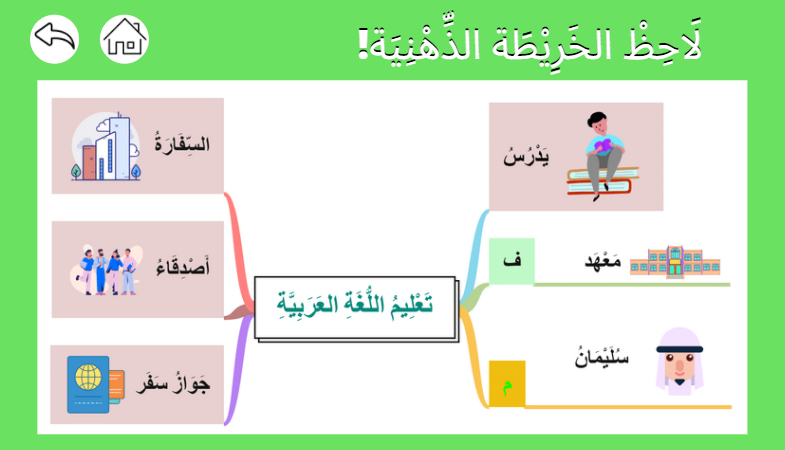 لَاحِظْ الخَرِيْطَة الذِّهْنِيَة!
يَدْرُسُ
مَعْهَد
ف
سُلَيْمَانُ
م
تَعْلِيمُ اللُّغَةِ العَرَبِيَّةِ
السِّفَارَةُ
أَصْدِقَاءُ
جَوَازُ سَفَر